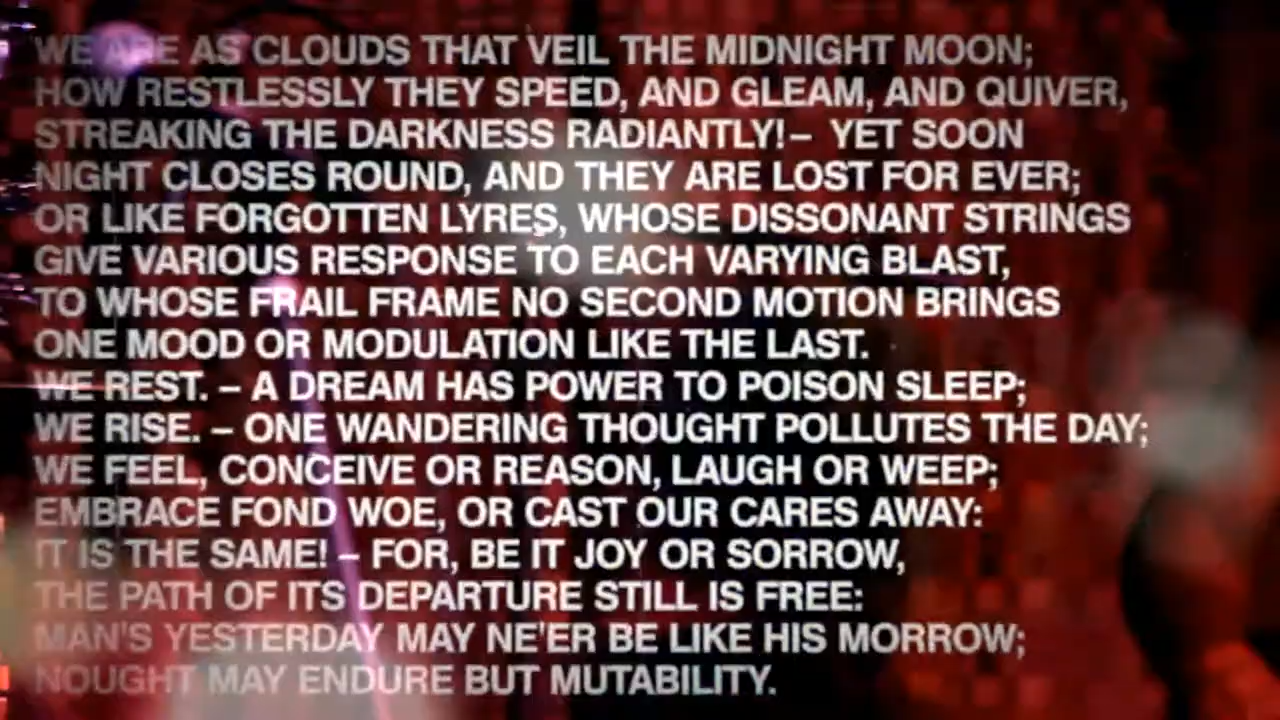 WE ARE AS CLOUDS THAT VEIL THE MIDNIGHT MOON;
HOW RESTLESSLY THEY SPEED, AND GLEAM, AND QUIVER,
STREAKING THE DARKNESS RADIANTLY!– YET SOON
NIGHT CLOSES ROUND, AND THEY ARE LOST FOR EVER;
OR LIKE FORGOTTEN LYRES, WHOSE DISSONANT STRINGS
GIVE VARIOUS RESPONSE TO EACH VARYING BLAST,
TO WHOSE FRAIL FRAME NO SECOND MOTION BRINGS
ONE MOOD OR MODULATION LIKE THE LAST.
WE REST. – A DREAM HAS POWER TO POISON SLEEP;
WE RISE. – ONE WANDERING THOUGHT POLLUTES THE DAY;
WE FEEL, CONCEIVE OR REASON, LAUGH OR WEEP;
EMBRACE FOND WOE, OR CAST OUR CARES AWAY:
IT IS THE SAME! – FOR, BE IT JOY OR SORROW,
THE PATH OF ITS DEPARTURE STILL IS FREE:
MAN'S YESTERDAY MAY NE'ER BE LIKE HIS MORROW;
NOUGHT MAY ENDURE BUT MUTABILITY.